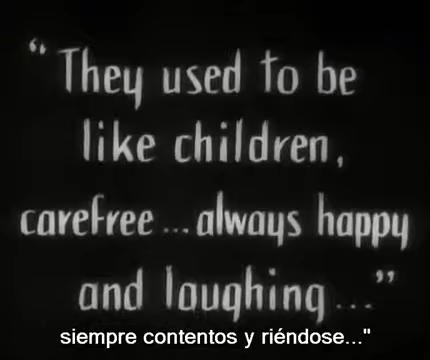 “They used to be
like children,
carefree...always happy
and laughing...”
siempre contentos y riéndose..."